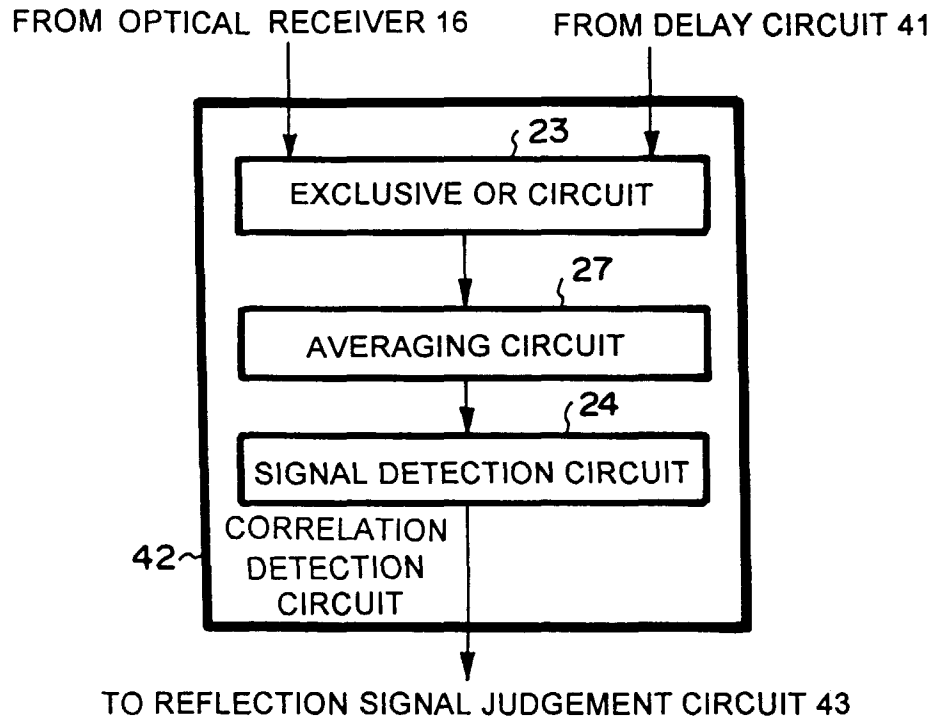 FROM OPTICAL RECEIVER 16
FROM DELAY CIRCUIT 41
23
EXCLUSIVE OR CIRCUIT
27
AVERAGING CIRCUIT
24
SIGNAL DETECTION CIRCUIT
CORRELATION
42
DETECTION
CIRCUIT
TO REFLECTION SIGNAL JUDGEMENT CIRCUIT 43